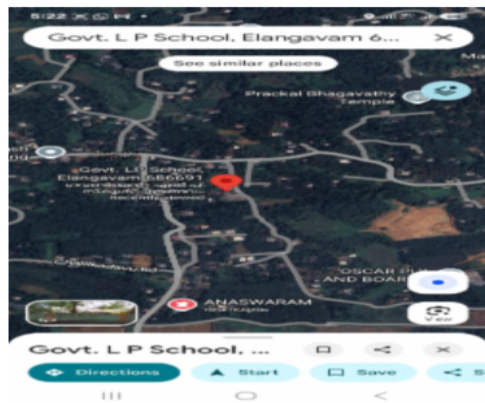 5:22
Govt. L P School, Elangavam 6...
See similar places
Prackal Bhagavathy
Temple
Govt. LP School,
Elangavam 686691
Recently viewed
OSCAR PLY
AND BOAR
ANASWARAM
View
Govt. L P School, ...
Directions
Start
Save
S